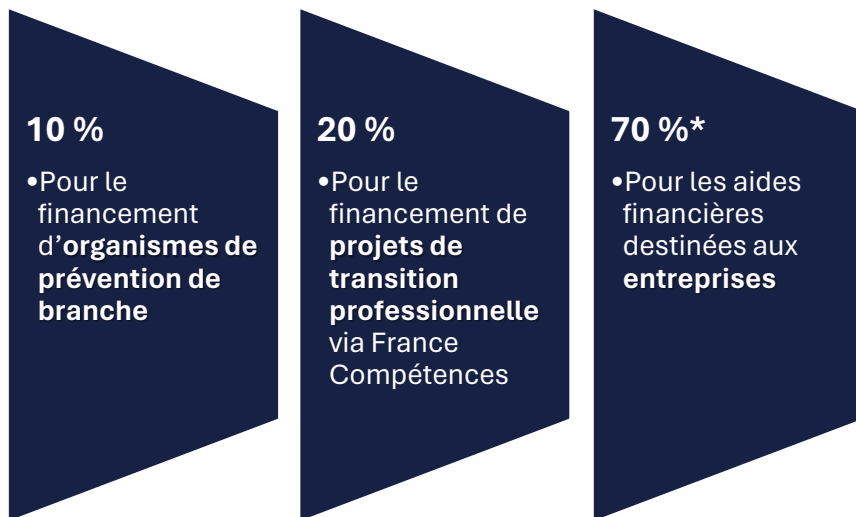 10 %
•Pour le
financement
d’organismes de
prévention de
branche
20 %
•Pour le
financement de
projets de
transition
professionnelle
via France
Compétences
70 %*
•Pour les aides
financières
destinées aux
entreprises